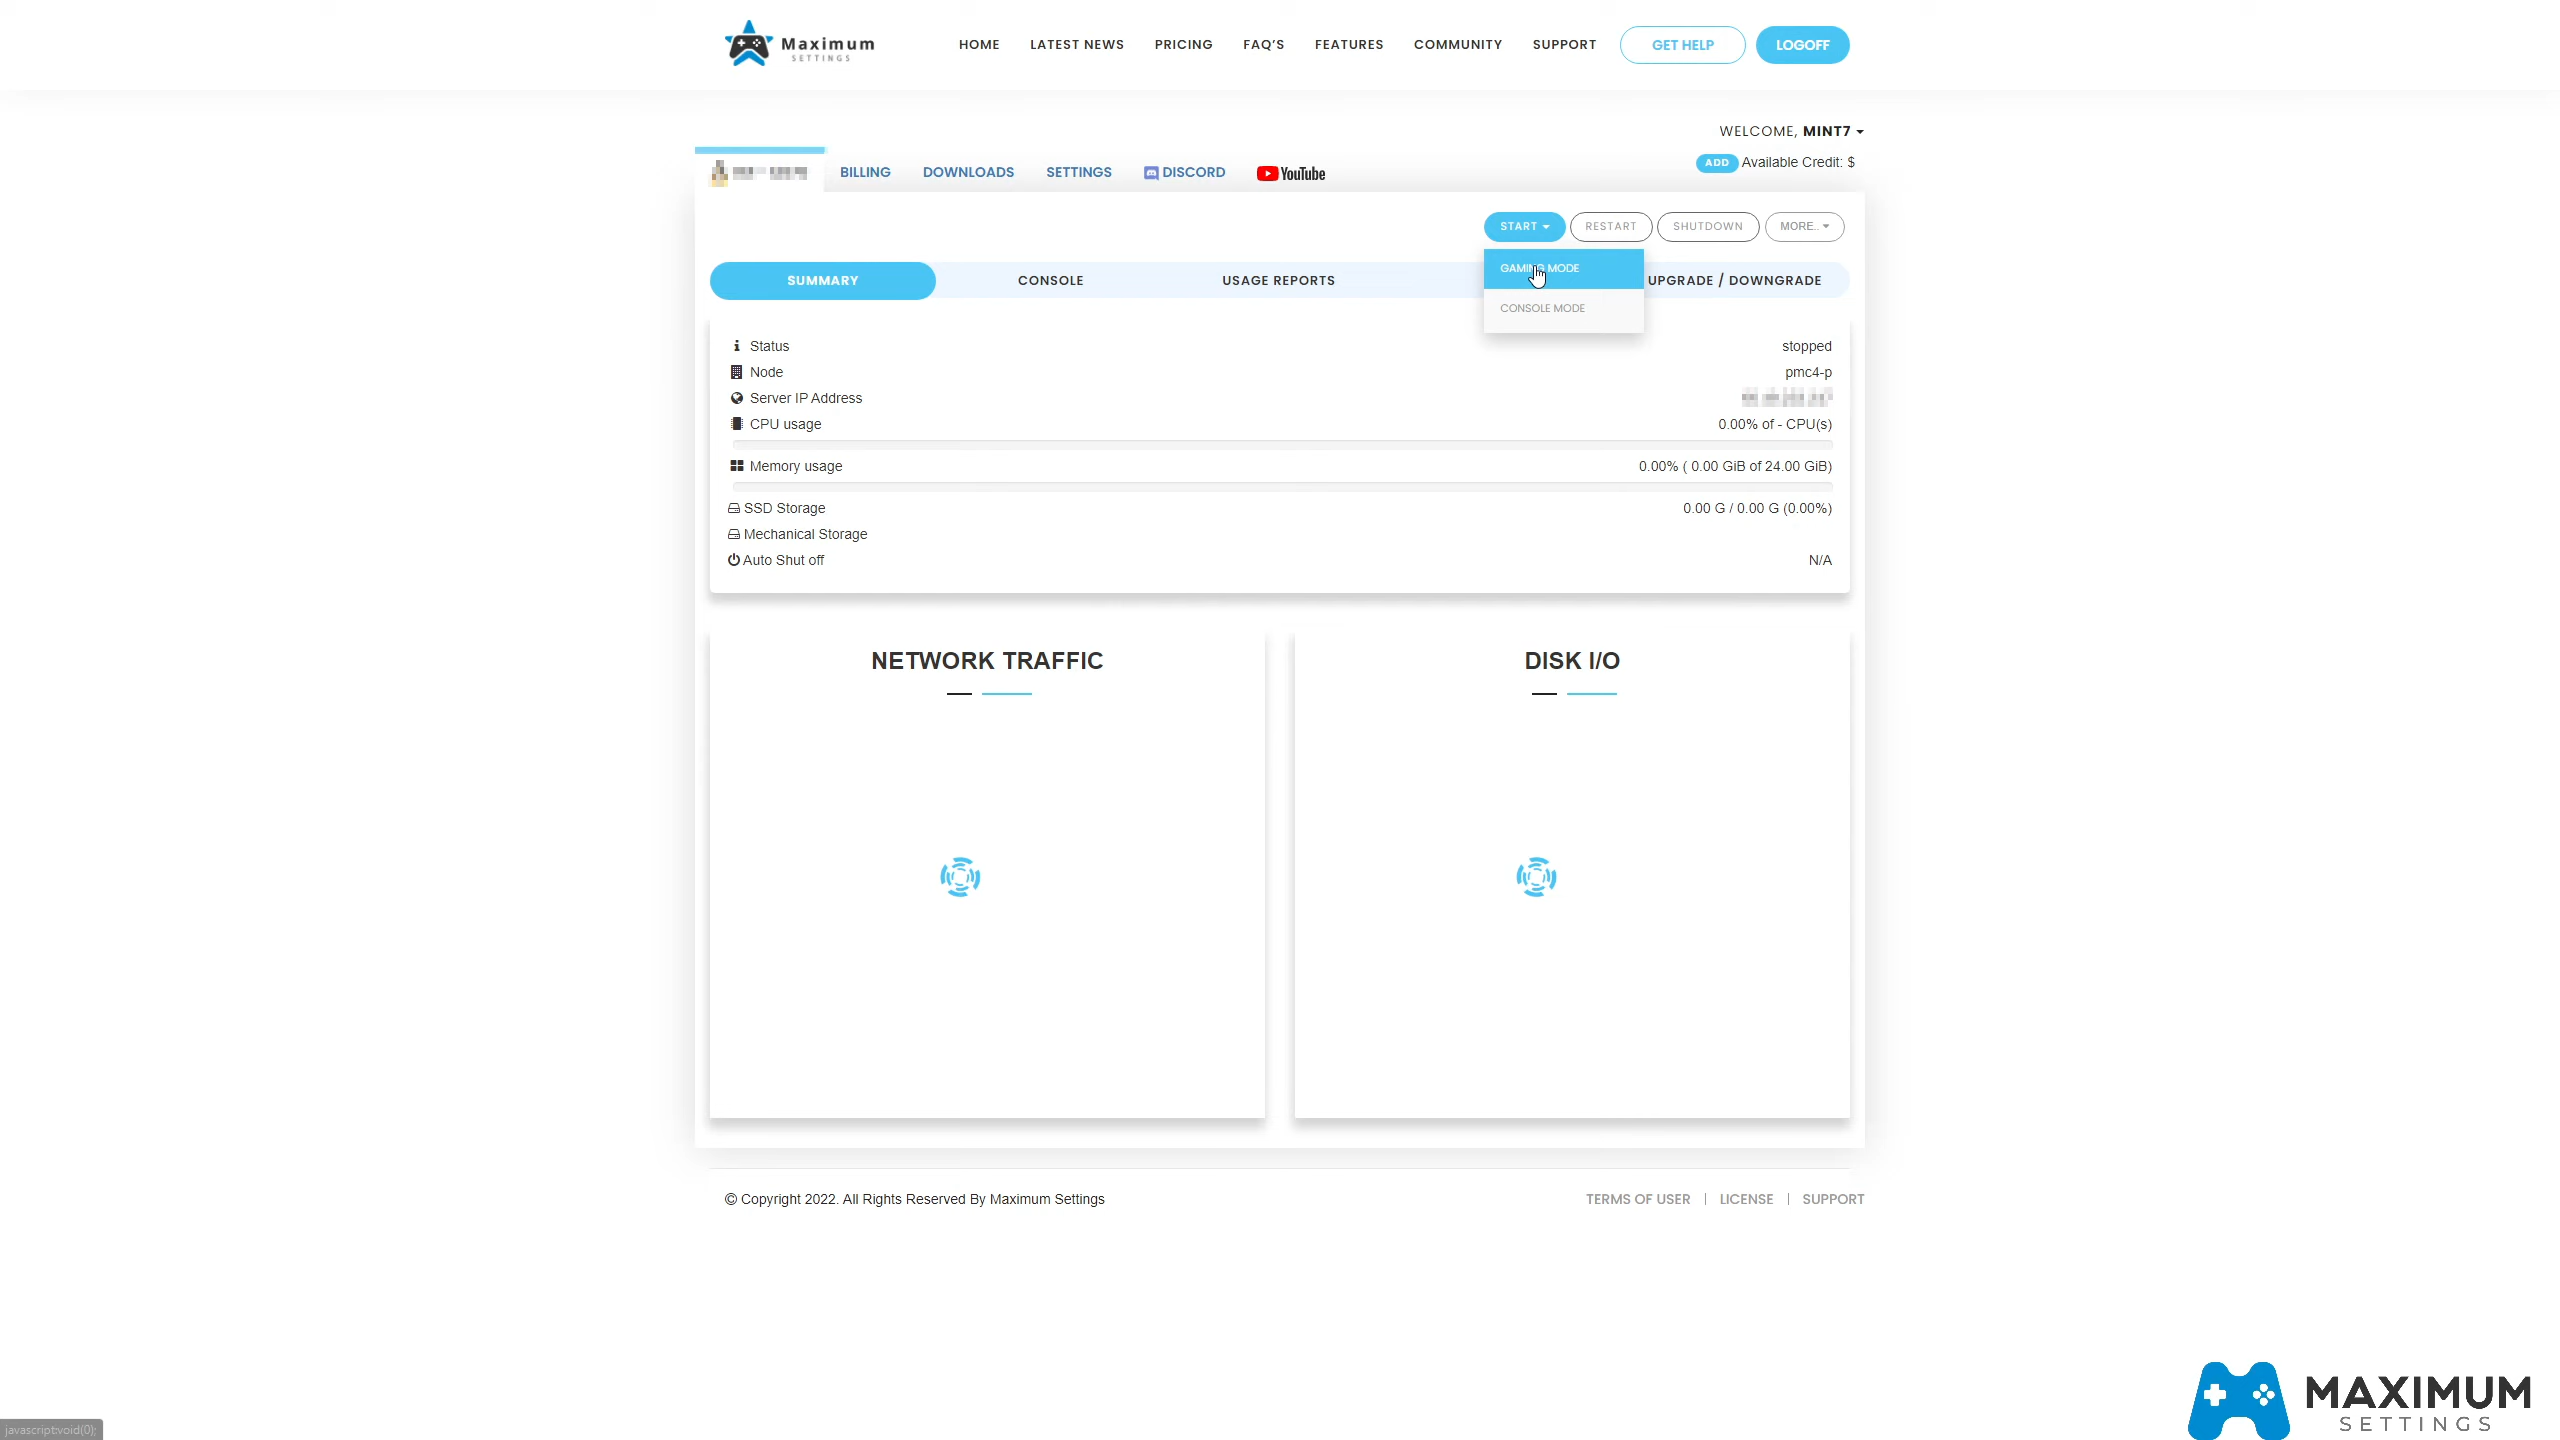 Maximum
SETTINGS
HOME LATEST NEWS PRICING FAQ'S FEATURES COMMUNITY SUPPORT GET HELP LOGOFF
WELCOME, MINT7
ADD Available Credit: $
BILLING DOWNLOADS SETTINGS DISCORD YouTube
START RESTART SHUTDOWN MORE..
GAMING MODE
CONSOLE MODE
SUMMARY CONSOLE USAGE REPORTS UPGRADE / DOWNGRADE
Status stopped
Node pmc4-p
Server IP Address
CPU usage 0.00% of - CPU(s)
Memory usage 0.00% ( 0.00 GiB of 24.00 GiB)
SSD Storage 0.00 G / 0.00 G (0.00%)
Mechanical Storage
Auto Shut off N/A
NETWORK TRAFFIC DISK I/O
© Copyright 2022. All Rights Reserved By Maximum Settings
TERMS OF USER | LICENSE | SUPPORT
MAXIMUM
SETTINGS
javascript:void(0);